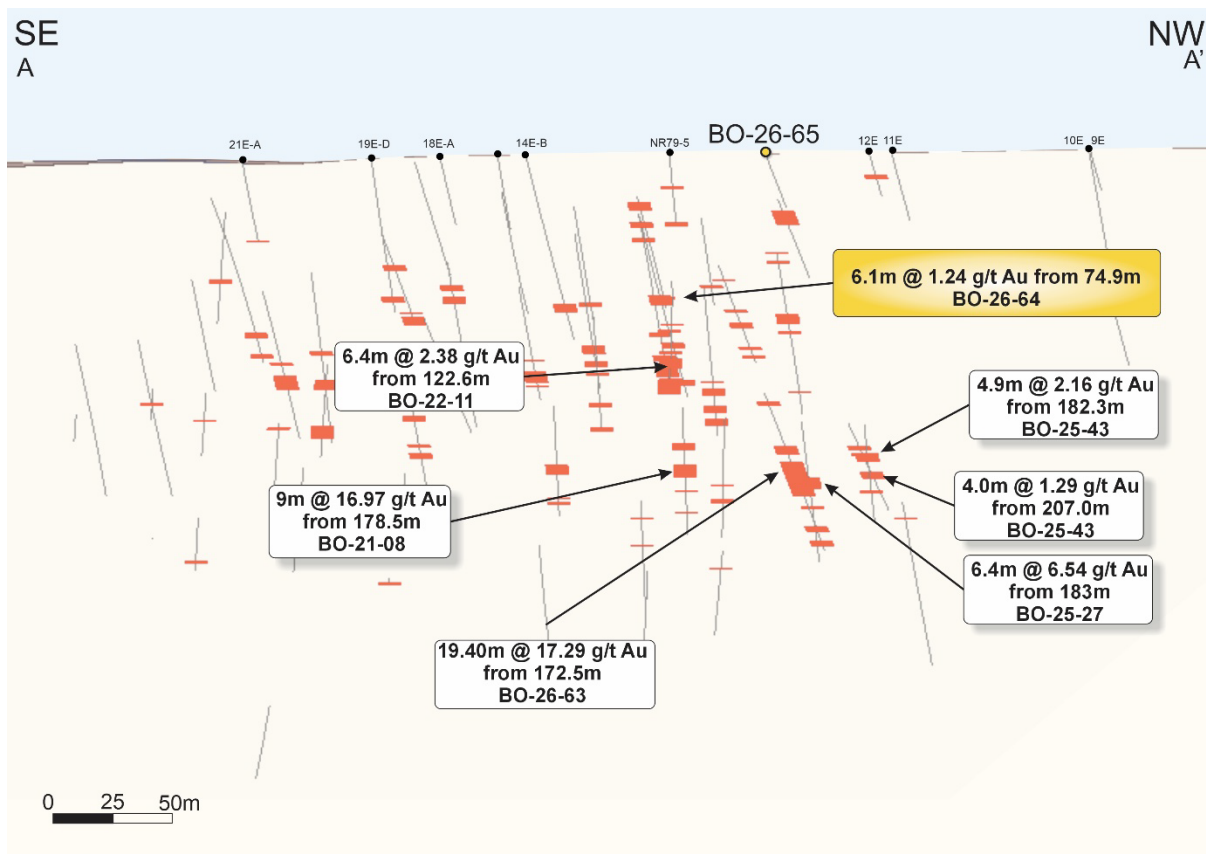 SE
A
NW
A'
21E-A
19E-D
18E-A
14E-B
NR79-5
BO-26-65
12E
11E
10E
9E
6.1m @ 1.24 g/t Au from 74.9m
BO-26-64
6.4m @ 2.38 g/t Au
from 122.6m
BO-22-11
4.9m @ 2.16 g/t Au
from 182.3m
BO-25-43
9m @ 16.97 g/t Au
from 178.5m
BO-21-08
4.0m @ 1.29 g/t Au
from 207.0m
BO-25-43
6.4m @ 6.54 g/t Au
from 183m
BO-25-27
19.40m @ 17.29 g/t Au
from 172.5m
BO-26-63
0 25 50m